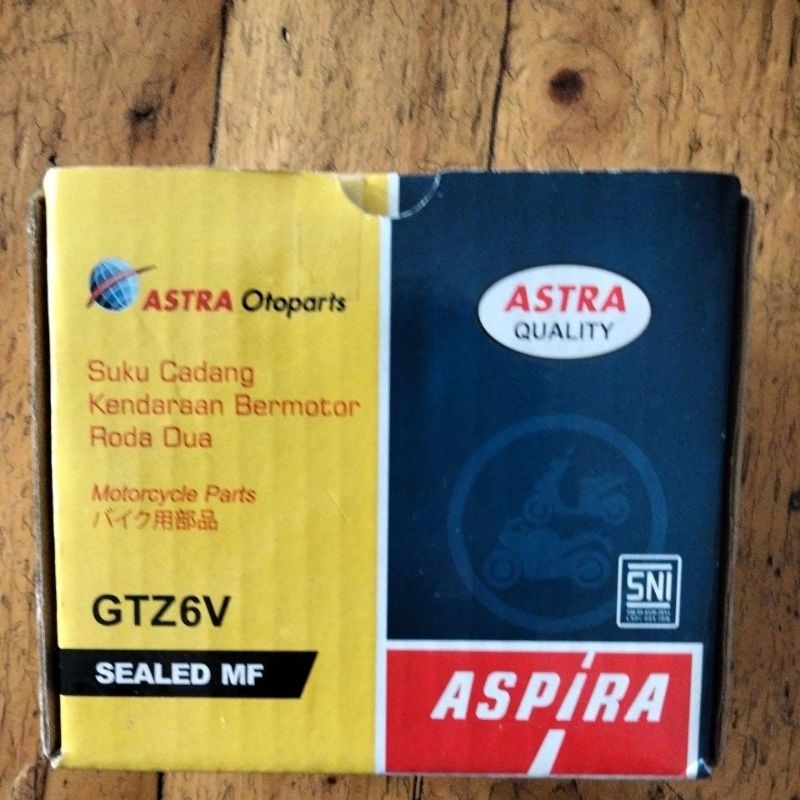 ASTRA Otoparts
Suku Cadang
Kendaraan Bermotor
Roda Dua
Motorcycle Parts
バイク用部品
GTZ6V
SEALED MF
ASTRA
QUALITY
SNI
ASPIRA